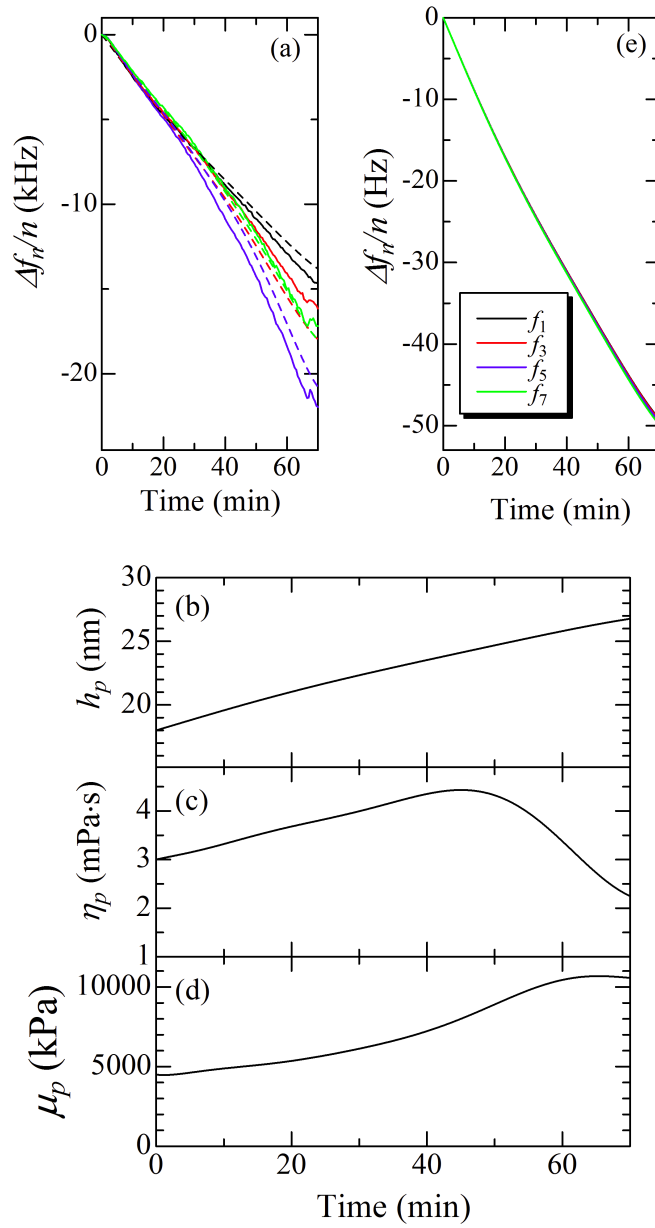 (a)
Δfₙ/n (kHz)
0
-10
-20
0 20 40 60
Time (min)
(e)
Δfₙ/n (Hz)
0
-10
-20
-30
-40
-50
f₁
f₃
f₅
f₇
0 20 40 60
Time (min)
(b)
hₚ (nm)
30
25
20
(c)
ηₚ (mPa·s)
4
3
2
1
(d)
μₚ (kPa)
10000
5000
0
0 20 40 60
Time (min)